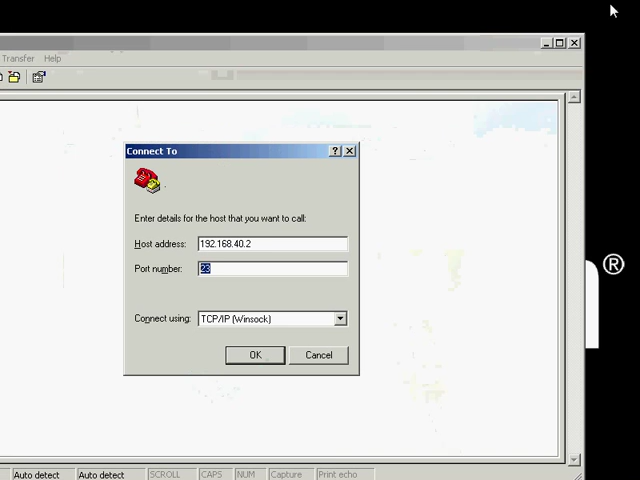 Transfer Help
Connect To
Enter details for the host that you want to call:
Host address: 192.168.40.2
Port number: 23
Connect using: TCP/IP (Winsock)
OK Cancel
®
Auto detect Auto detect SCROLL CAPS NUM Capture Print echo